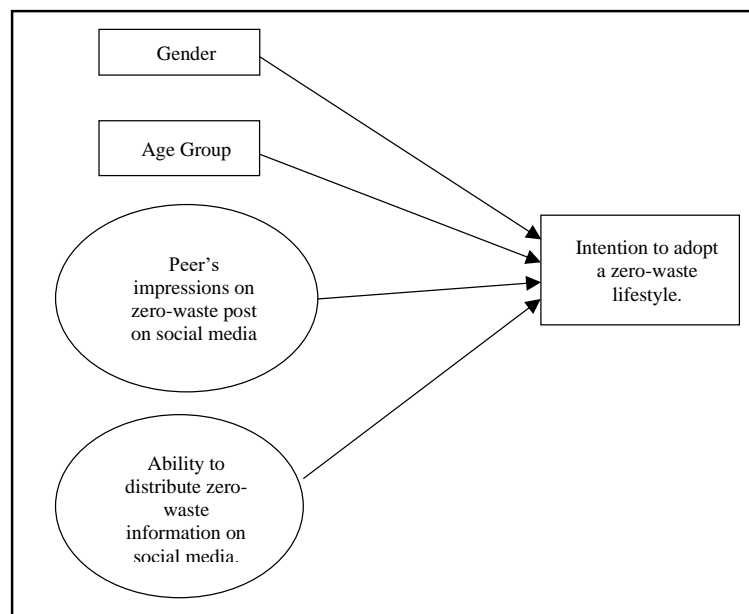 Gender
Age Group
Peer's
impressions on
zero-waste post
on social media
Ability to
distribute zero-
waste
information on
social media.
Intention to adopt
a zero-waste
lifestyle.